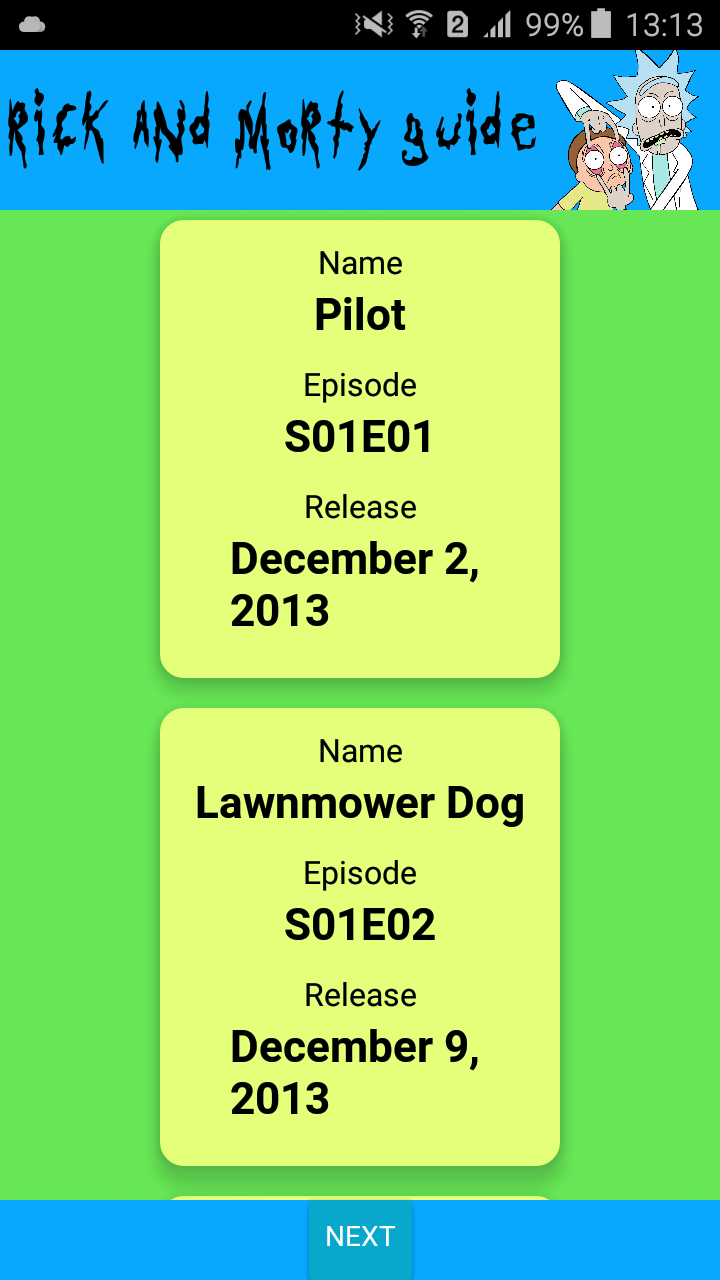 2 99% 13:13
Rick And Morty guide
Name
Pilot
Episode
S01E01
Release
December 2,
2013
Name
Lawnmower Dog
Episode
S01E02
Release
December 9,
2013
NEXT